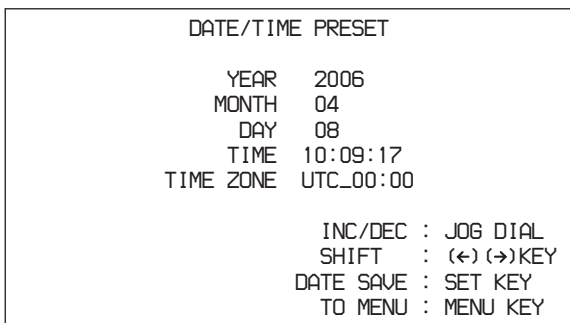 DATE/TIME PRESET
YEAR 2006
MONTH 04
DAY 08
TIME 10:09:17
TIME ZONE UTC_00:00
INC/DEC : JOG DIAL
SHIFT : (←)(→)KEY
DATE SAVE : SET KEY
TO MENU : MENU KEY